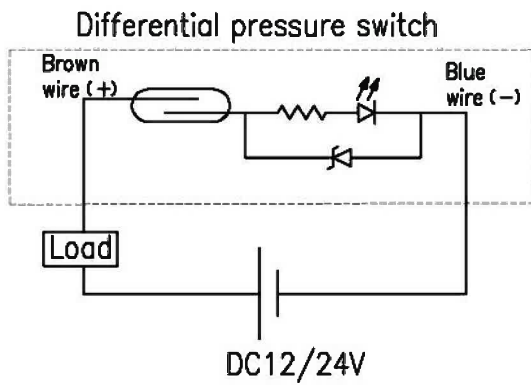 Differential pressure switch
Brown
wire (+)
Blue
wire (−)
Load
DC12/24V